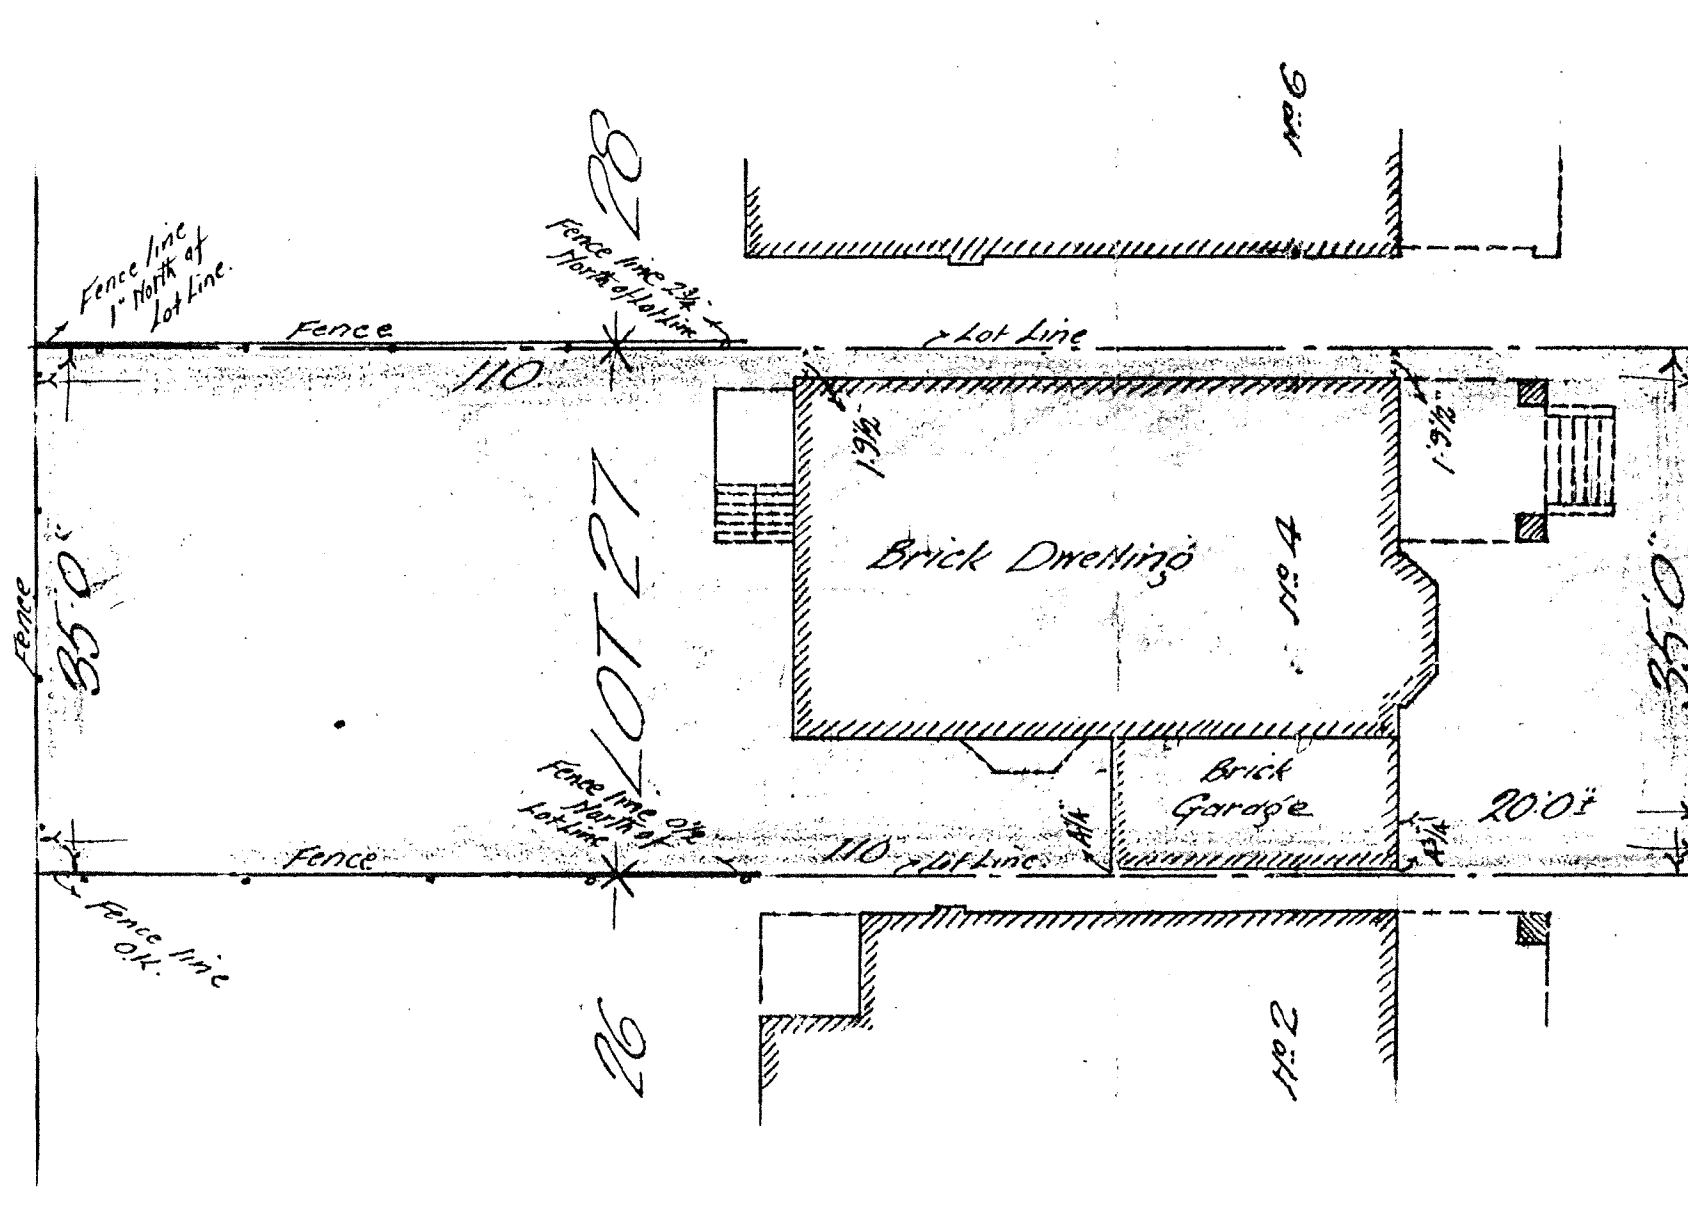 No 6
28
Fence line
1" North of
Lot Line.
Fence line 2¾"
North of Lot Line
Fence
Lot Line
110
1'·9½"
1'·9½"
35'·0"
Fence
LOT 27
Brick Dwelling
No 4
35'·0"
Brick
Garage
20'·0"±
Fence line 0½"
North of
Lot Line
Fence
110
Lot Line
Fence line
O.K.
26
No 2